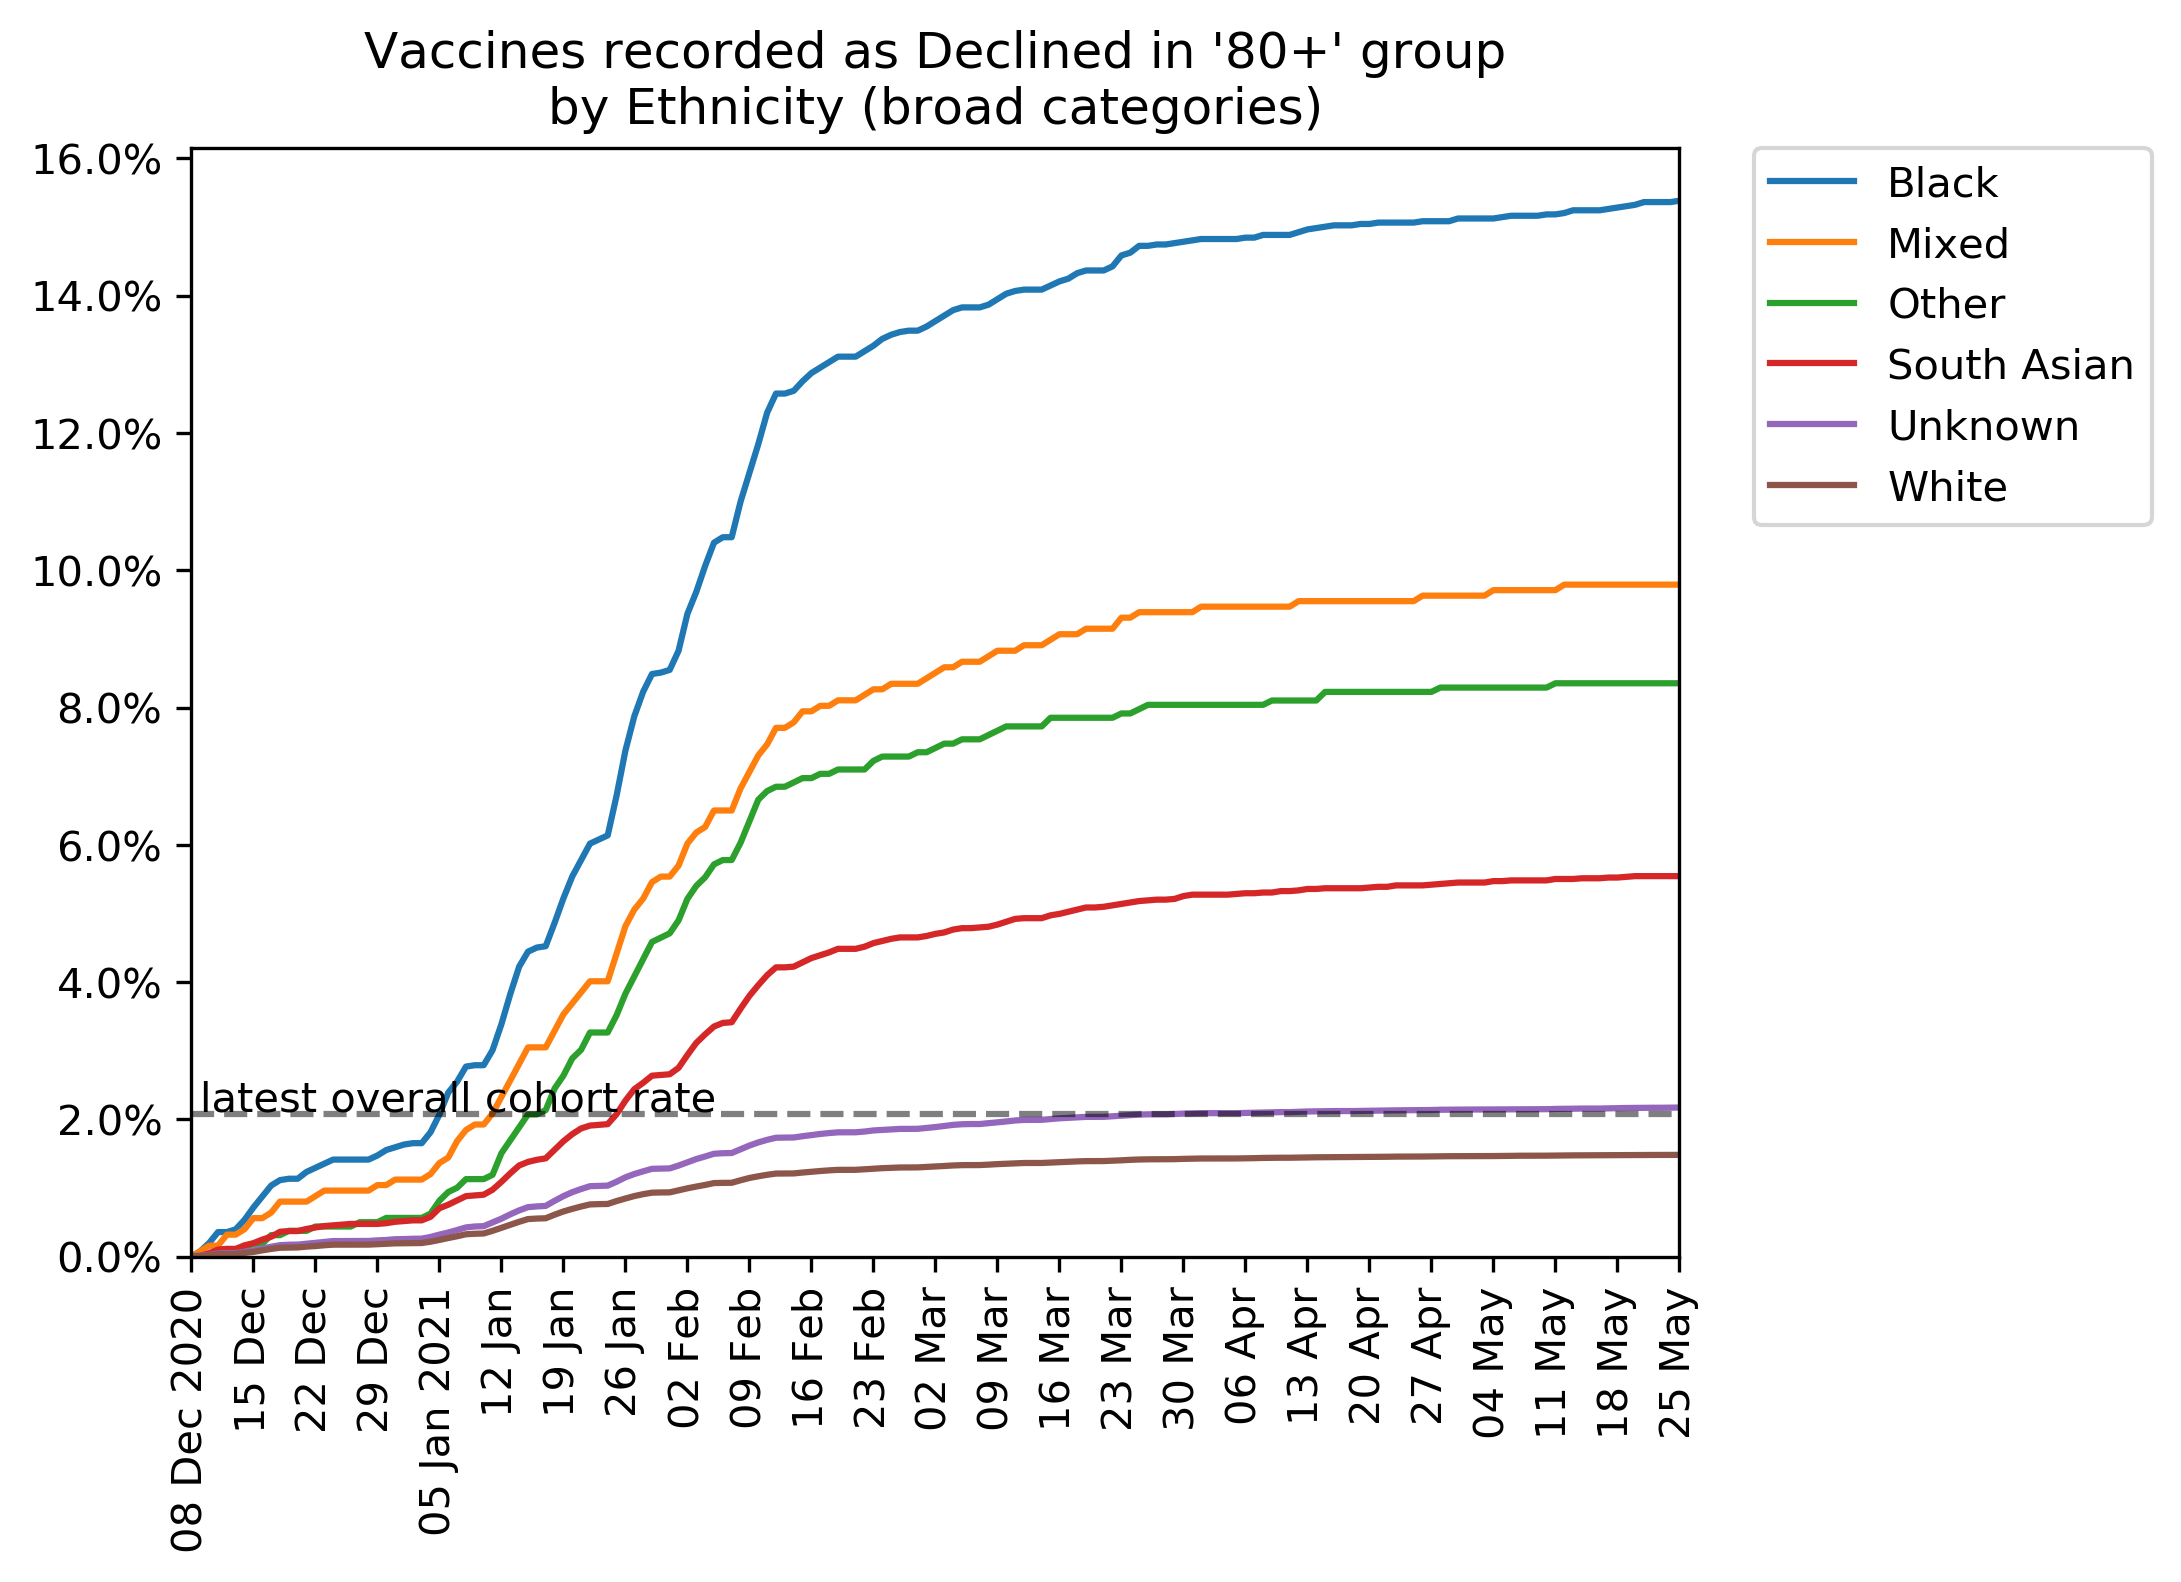 Vaccines recorded as Declined in '80+' group
by Ethnicity (broad categories)
16.0%
14.0%
12.0%
10.0%
8.0%
6.0%
4.0%
2.0%
0.0%
latest overall cohort rate
Black
Mixed
Other
South Asian
Unknown
White
08 Dec 2020
15 Dec
22 Dec
29 Dec
05 Jan 2021
12 Jan
19 Jan
26 Jan
02 Feb
09 Feb
16 Feb
23 Feb
02 Mar
09 Mar
16 Mar
23 Mar
30 Mar
06 Apr
13 Apr
20 Apr
27 Apr
04 May
11 May
18 May
25 May